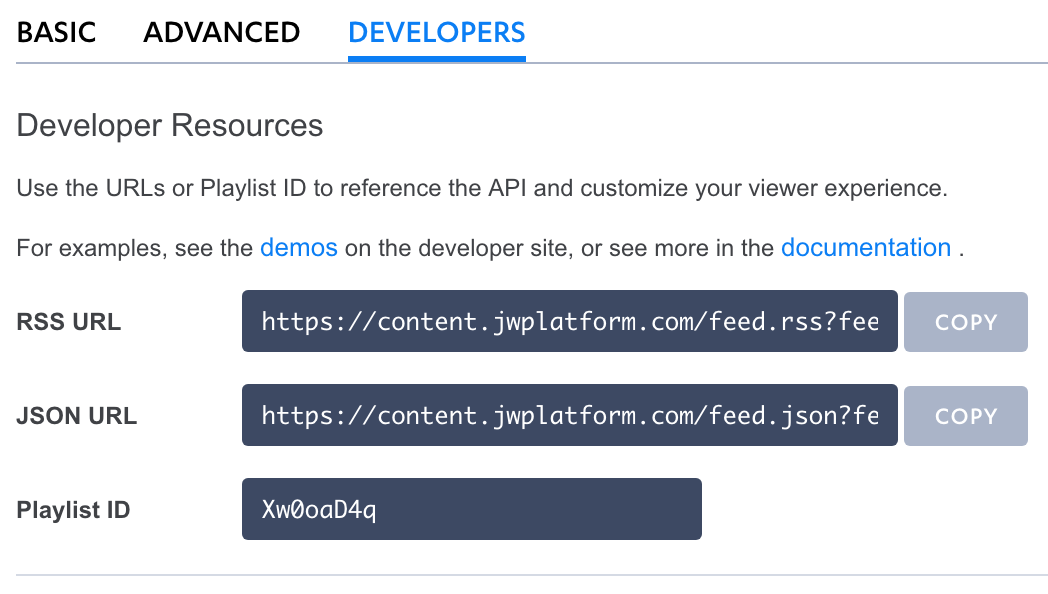 BASIC ADVANCED DEVELOPERS
Developer Resources
Use the URLs or Playlist ID to reference the API and customize your viewer experience.
For examples, see the demos on the developer site, or see more in the documentation .
RSS URL https://content.jwplatform.com/feed.rss?fee COPY
JSON URL https://content.jwplatform.com/feed.json?fe COPY
Playlist ID Xw0oaD4q